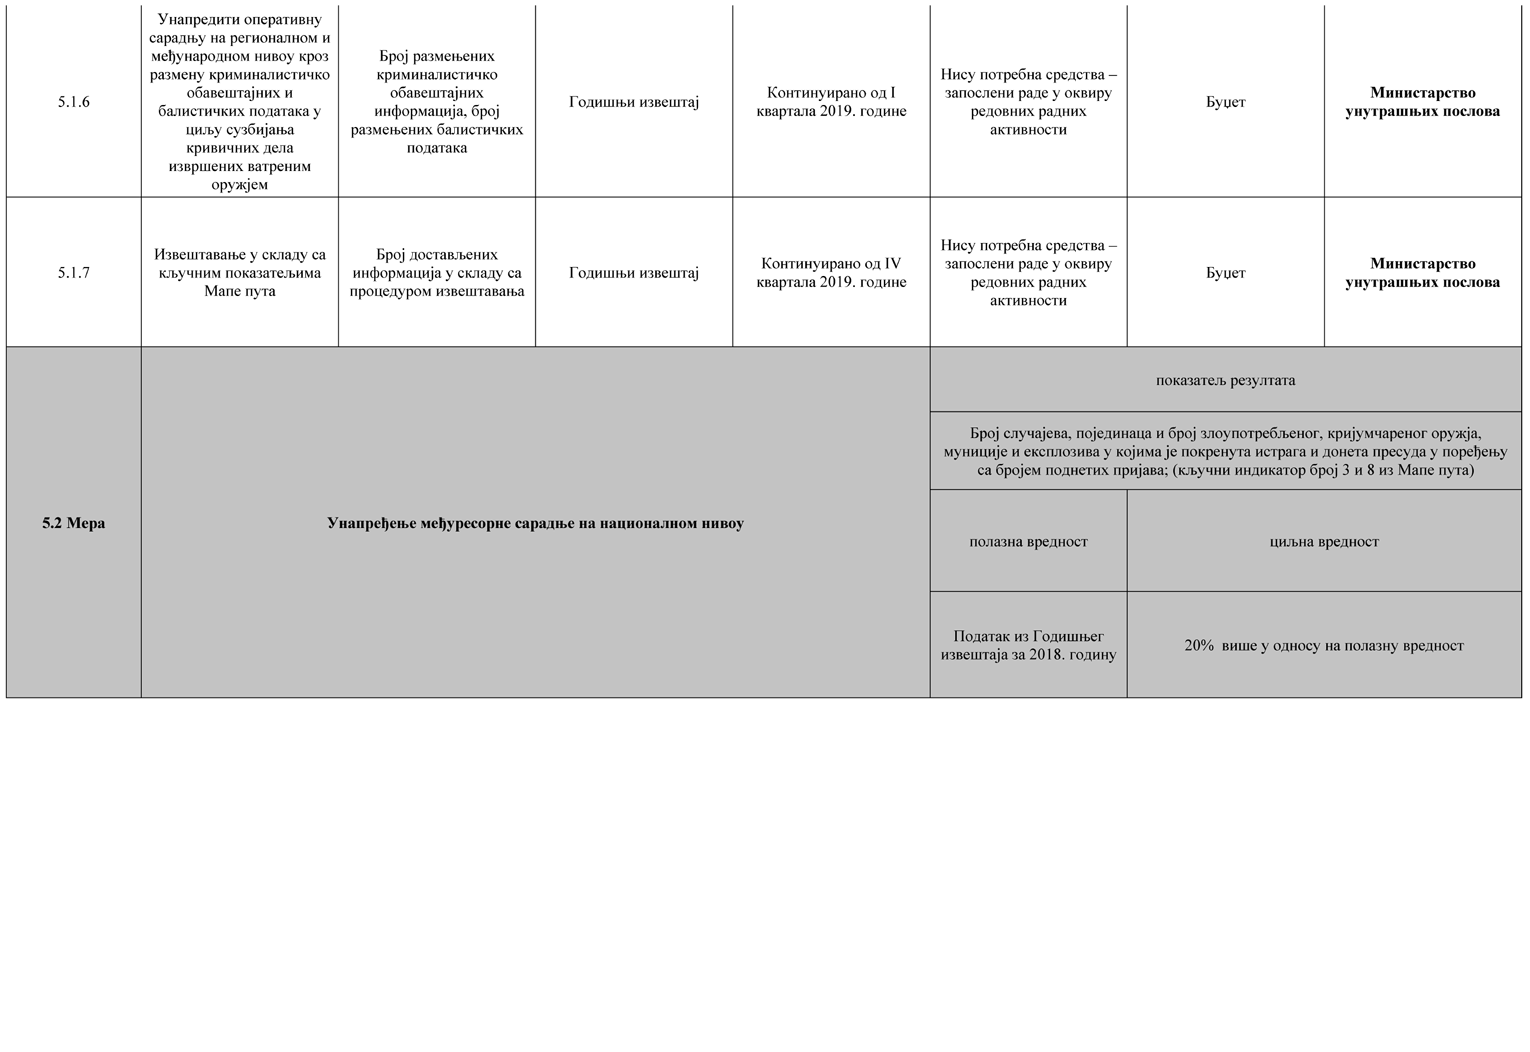 5.1.6
Унапредити оперативну
сарадњу на регионалном и
међународном нивоу кроз
размену криминалистичко
обавештајних и
балистичких података у
циљу сузбијања
кривичних дела
извршених ватреним
оружјем
Број размењених
криминалистичко
обавештајних
информација, број
размењених балистичких
података
Годишњи извештај
Континуирано од I
квартала 2019. године
Нису потребна средства –
запослени раде у оквиру
редовних радних
активности
Буџет
Министарство
унутрашњих послова
5.1.7
Извештавање у складу са
кључним показатељима
Мапе пута
Број достављених
информација у складу са
процедуром извештавања
Годишњи извештај
Континуирано од IV
квартала 2019. године
Нису потребна средства –
запослени раде у оквиру
редовних радних
активности
Буџет
Министарство
унутрашњих послова
5.2 Мера
Унапређење међуресорне сарадње на националном нивоу
показатељ резултата
Број случајева, појединаца и број злоупотребљеног, кријумчареног оружја,
муниције и експлозива у којима је покренута истрага и донета пресуда у поређењу
са бројем поднетих пријава; (кључни индикатор број 3 и 8 из Мапе пута)
полазна вредност
циљна вредност
Податак из Годишњег
извештаја за 2018. годину
20% више у односу на полазну вредност